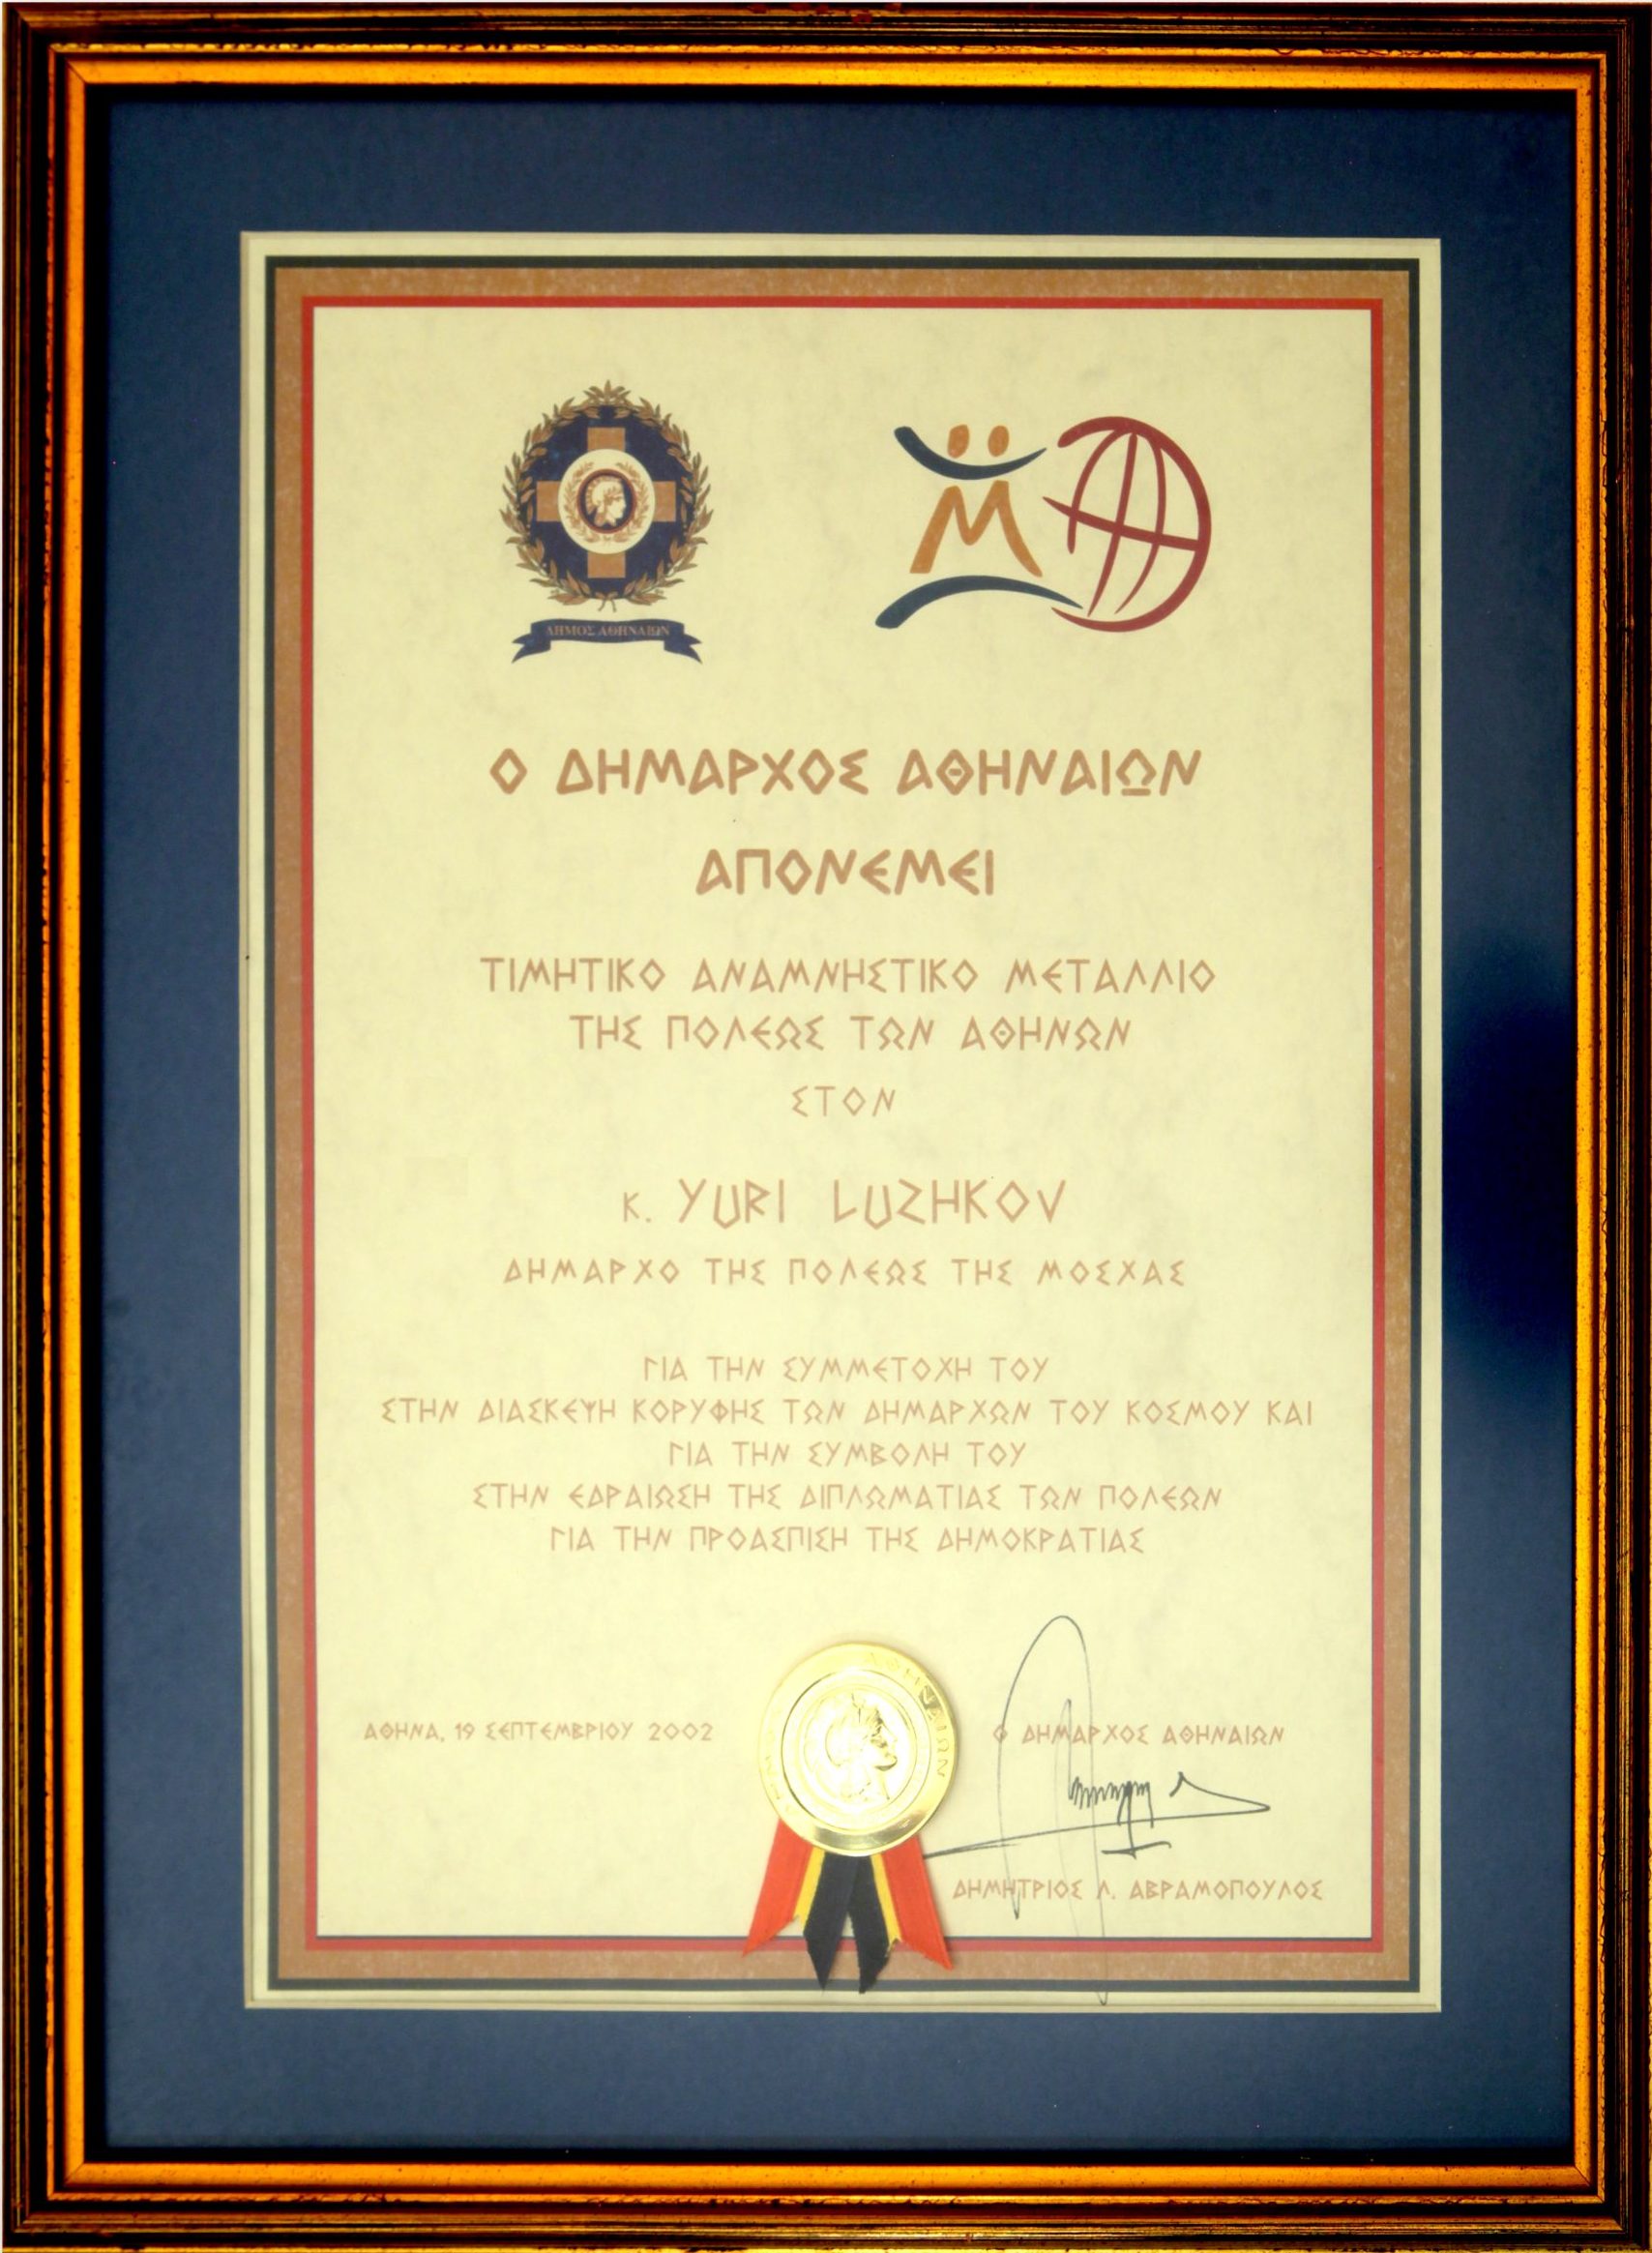 ΔΗΜΟΣ ΑΘΗΝΑΙΩΝ
Ο ΔΗΜΑΡΧΟΣ ΑΘΗΝΑΙΩΝ
ΑΠΟΝΕΜΕΙ
ΤΙΜΗΤΙΚΟ ΑΝΑΜΝΗΣΤΙΚΟ ΜΕΤΑΛΛΙΟ
ΤΗΣ ΠΟΛΕΩΣ ΤΩΝ ΑΘΗΝΩΝ
ΣΤΟΝ
κ. YURI LUZHKOV
ΔΗΜΑΡΧΟ ΤΗΣ ΠΟΛΕΩΣ ΤΗΣ ΜΟΣΧΑΣ
ΓΙΑ ΤΗΝ ΣΥΜΜΕΤΟΧΗ ΤΟΥ
ΣΤΗΝ ΔΙΑΣΚΕΨΗ ΚΟΡΥΦΗΣ ΤΩΝ ΔΗΜΑΡΧΩΝ ΤΟΥ ΚΟΣΜΟΥ ΚΑΙ
ΓΙΑ ΤΗΝ ΣΥΜΒΟΛΗ ΤΟΥ
ΣΤΗΝ ΕΔΡΑΙΩΣΗ ΤΗΣ ΔΙΠΛΩΜΑΤΙΑΣ ΤΩΝ ΠΟΛΕΩΝ
ΓΙΑ ΤΗΝ ΠΡΟΑΣΠΙΣΗ ΤΗΣ ΔΗΜΟΚΡΑΤΙΑΣ
ΑΘΗΝΑ, 19 ΣΕΠΤΕΜΒΡΙΟΥ 2002
ΑΘΗΝΑΙΩΝ
Ο ΔΗΜΑΡΧΟΣ ΑΘΗΝΑΙΩΝ
ΔΗΜΗΤΡΙΟΣ Λ. ΑΒΡΑΜΟΠΟΥΛΟΣ